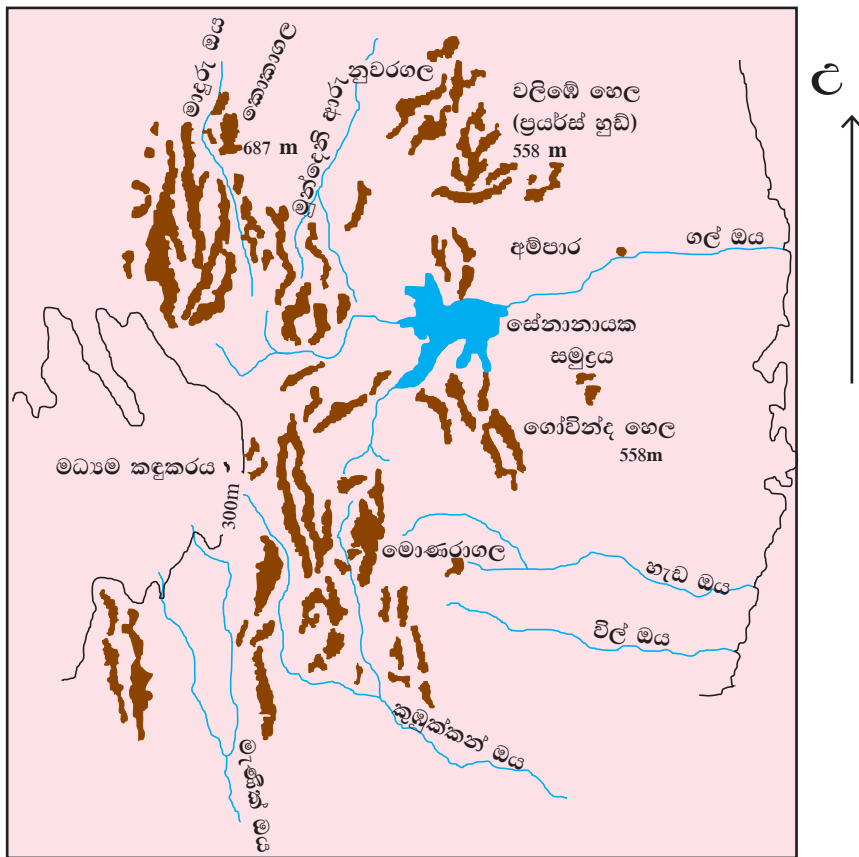 මාදුරු ඔය
කොකාගල
687 m
මුන්දෙනි ආරු
නුවරගල
වලිඹේ හෙල
(ප්‍රයර්ස් හුඩ්)
558 m
උ
අම්පාර
ගල් ඔය
සේනානායක
සමුද්‍රය
ගෝවින්ද හෙල
558m
මධ්‍යම කඳුකරය
300m
මොණරාගල
හැඩ ඔය
විල් ඔය
කුඹුක්කන් ඔය